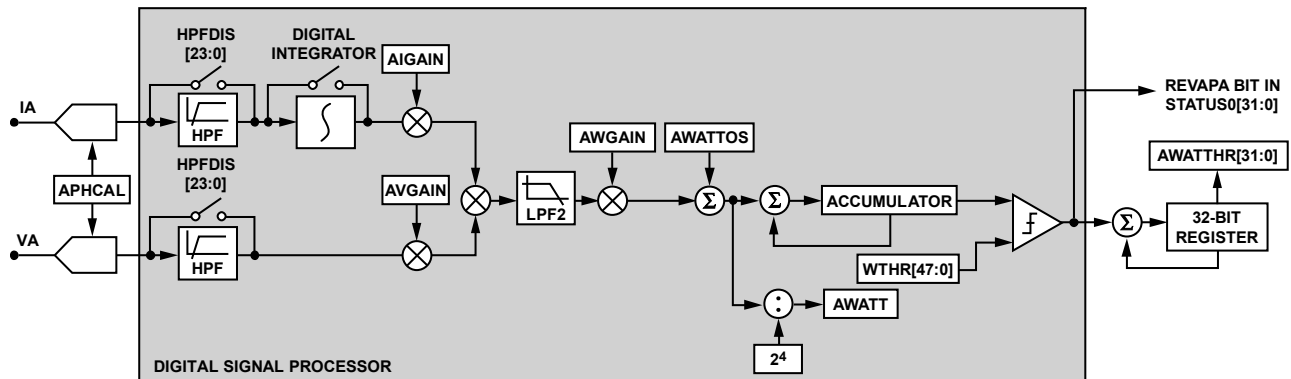 HPFDIS
[23:0]
DIGITAL
INTEGRATOR
AIGAIN
IA
HPF
REVAPA BIT IN
STATUS0[31:0]
APHCAL
HPFDIS
[23:0]
AVGAIN
AWGAIN
AWATTOS
LPF2
Σ
Σ
ACCUMULATOR
AWATTHR[31:0]
Σ
32-BIT
REGISTER
VA
HPF
WTHR[47:0]
:
AWATT
2⁴
DIGITAL SIGNAL PROCESSOR